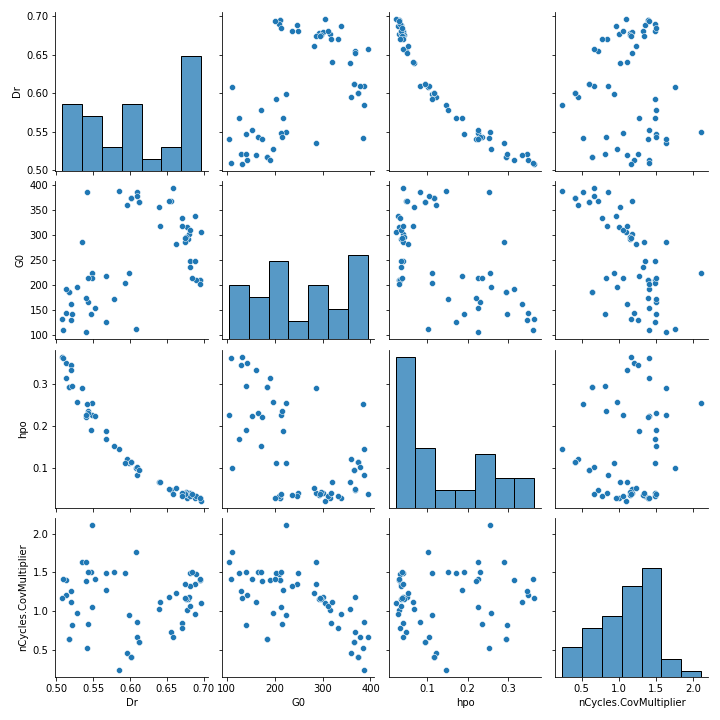 0.70
0.65
0.60
0.55
0.50
Dr
400
350
300
250
200
150
100
G0
0.3
0.2
0.1
hpo
2.0
1.5
1.0
0.5
nCycles.CovMultiplier
0.50 0.55 0.60 0.65 0.70
100 200 300 400
0.1 0.2 0.3
0.5 1.0 1.5 2.0
Dr
G0
hpo
nCycles.CovMultiplier